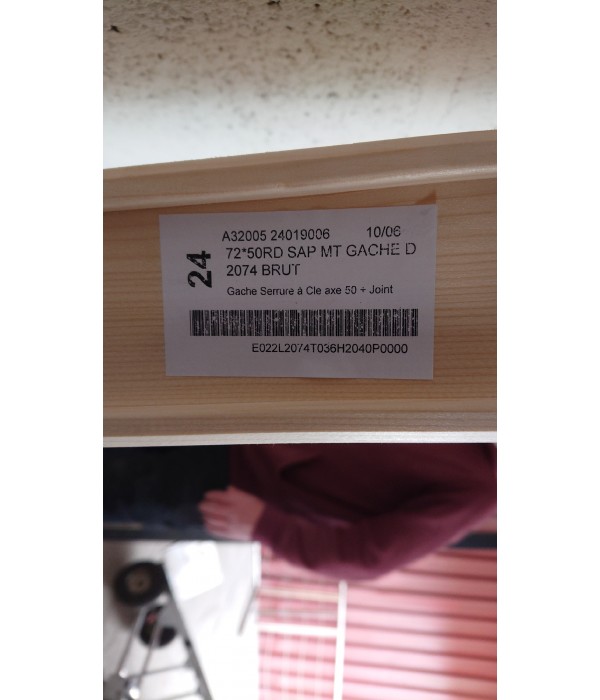 24
A32005 24019006 10/06
72*50RD SAP MT GACHE D
2074 BRUT
Gache Serrure à Cle axe 50 + Joint
E022L2074T036H2040P0000